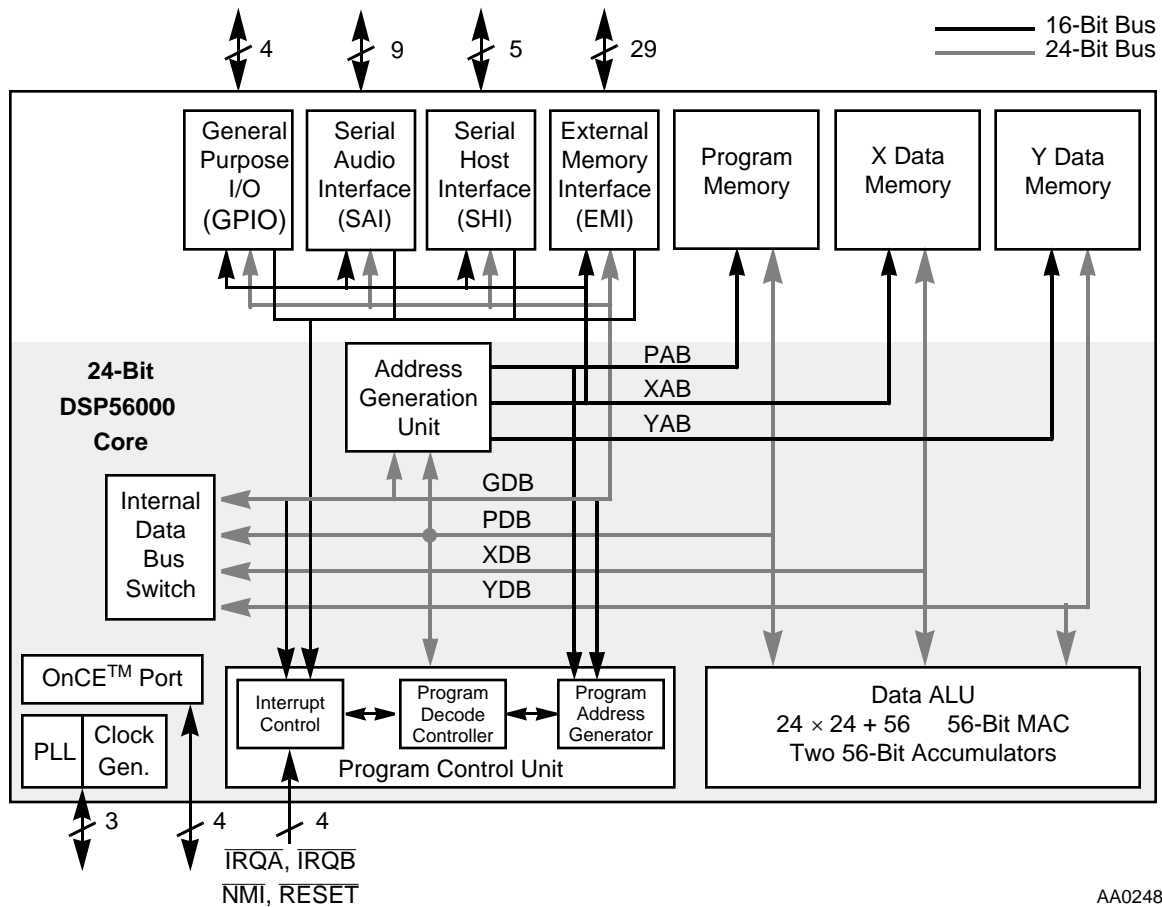 4
9
5
29
16-Bit Bus
24-Bit Bus
General
Purpose
I/O
(GPIO)
Serial
Audio
Interface
(SAI)
Serial
Host
Interface
(SHI)
External
Memory
Interface
(EMI)
Program
Memory
X Data
Memory
Y Data
Memory
24-Bit
DSP56000
Core
Address
Generation
Unit
PAB
XAB
YAB
Internal
Data
Bus
Switch
GDB
PDB
XDB
YDB
OnCE™ Port
PLL
Clock
Gen.
Interrupt
Control
Program
Decode
Controller
Program
Address
Generator
Program Control Unit
Data ALU
24 × 24 + 56 56-Bit MAC
Two 56-Bit Accumulators
3
4
4
IRQA, IRQB
NMI, RESET
AA0248